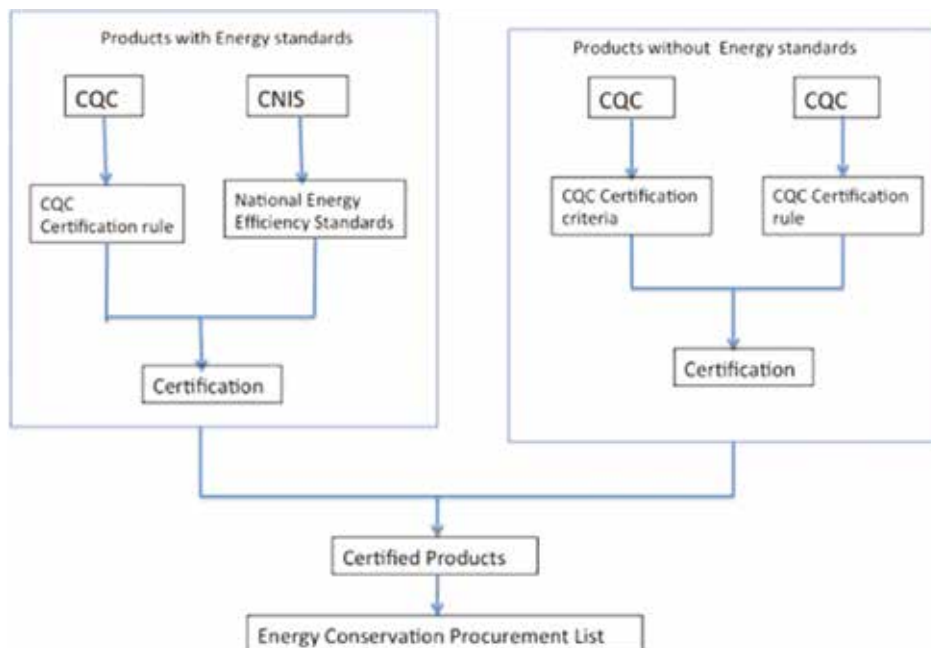 Products with Energy standards
CQC
CNIS
CQC
Certification rule
National Energy
Efficiency Standards
Certification
Products without Energy standards
CQC
CQC
CQC Certification
criteria
CQC Certification
rule
Certification
Certified Products
Energy Conservation Procurement List